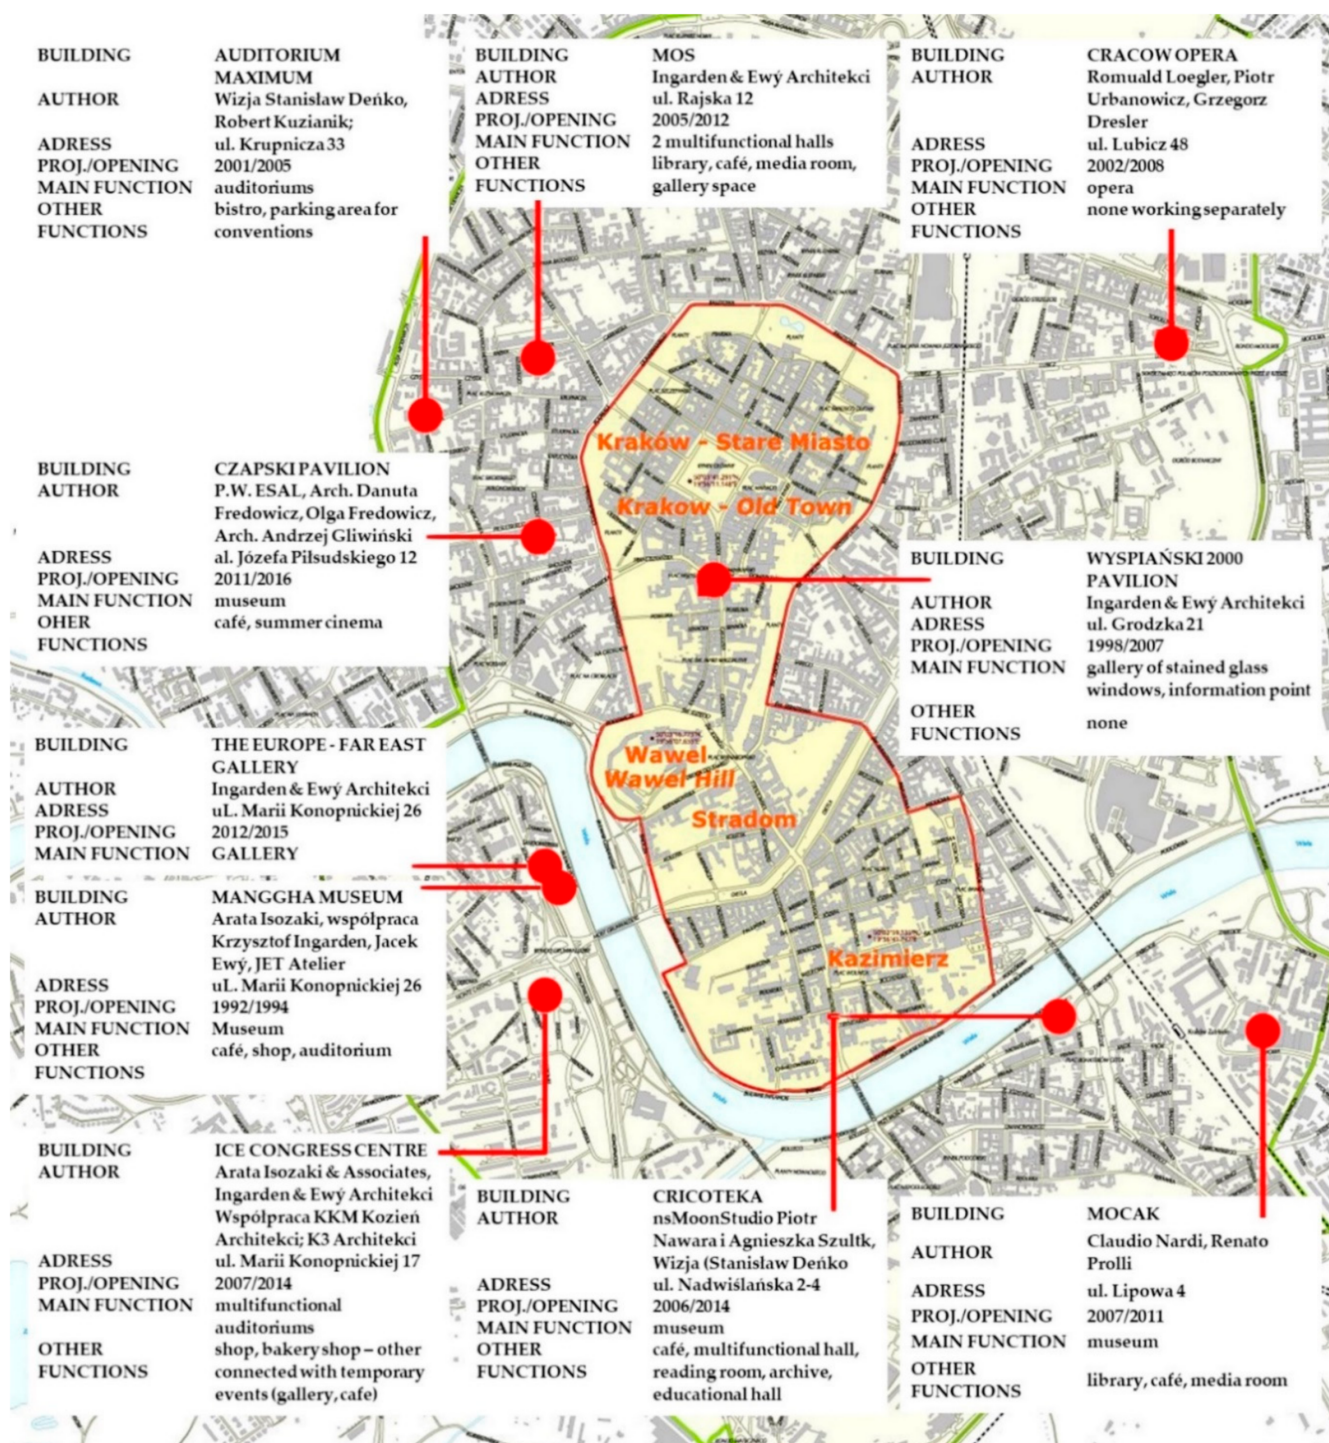 BUILDING AUDITORIUM
MAXIMUM
AUTHOR Wizja Stanisław Deńko,
Robert Kuzianik;
ADRESS ul. Krupnicza 33
PROJ./OPENING 2001/2005
MAIN FUNCTION auditoriums
OTHER bistro, parking area for
FUNCTIONS conventions
BUILDING MOS
AUTHOR Ingarden & Ewý Architekci
ADRESS ul. Rajska 12
PROJ./OPENING 2005/2012
MAIN FUNCTION 2 multifunctional halls
OTHER library, café, media room,
FUNCTIONS gallery space
BUILDING CRACOW OPERA
AUTHOR Romuald Loegler, Piotr
Urbanowicz, Grzegorz
Dresler
ADRESS ul. Lubicz 48
PROJ./OPENING 2002/2008
MAIN FUNCTION opera
OTHER none working separately
FUNCTIONS
Kraków - Stare Miasto
Krakow - Old Town
BUILDING CZAPSKI PAVILION
AUTHOR P.W. ESAL, Arch. Danuta
Fredowicz, Olga Fredowicz,
Arch. Andrzej Gliwiński
ADRESS al. Józefa Piłsudskiego 12
PROJ./OPENING 2011/2016
MAIN FUNCTION museum
OHER café, summer cinema
FUNCTIONS
BUILDING WYSPIAŃSKI 2000
PAVILION
AUTHOR Ingarden & Ewý Architekci
ADRESS ul. Grodzka 21
PROJ./OPENING 1998/2007
MAIN FUNCTION gallery of stained glass
windows, information point
OTHER none
FUNCTIONS
Wawel
Wawel Hill
Stradom
Kazimierz
BUILDING THE EUROPE - FAR EAST
GALLERY
AUTHOR Ingarden & Ewý Architekci
ADRESS uL. Marii Konopnickiej 26
PROJ./OPENING 2012/2015
MAIN FUNCTION GALLERY
BUILDING MANGGHA MUSEUM
AUTHOR Arata Isozaki, współpraca
Krzysztof Ingarden, Jacek
Ewý, JET Atelier
ADRESS uL. Marii Konopnickiej 26
PROJ./OPENING 1992/1994
MAIN FUNCTION Museum
OTHER café, shop, auditorium
FUNCTIONS
BUILDING ICE CONGRESS CENTRE
AUTHOR Arata Isozaki & Associates,
Ingarden & Ewý Architekci
Współpraca KKM Kozień
Architekci; K3 Architekci
ADRESS ul. Marii Konopnickiej 17
PROJ./OPENING 2007/2014
MAIN FUNCTION multifunctional
auditoriums
OTHER shop, bakery shop – other
FUNCTIONS connected with temporary
events (gallery, cafe)
BUILDING CRICOTEKA
AUTHOR nsMoonStudio Piotr
Nawara i Agnieszka Szultk,
Wizja (Stanisław Deńko
ADRESS ul. Nadwiślańska 2-4
PROJ./OPENING 2006/2014
MAIN FUNCTION museum
OTHER café, multifunctional hall,
FUNCTIONS reading room, archive,
educational hall
BUILDING MOCAK
AUTHOR Claudio Nardi, Renato
Prolli
ADRESS ul. Lipowa 4
PROJ./OPENING 2007/2011
MAIN FUNCTION museum
OTHER library, café, media room
FUNCTIONS